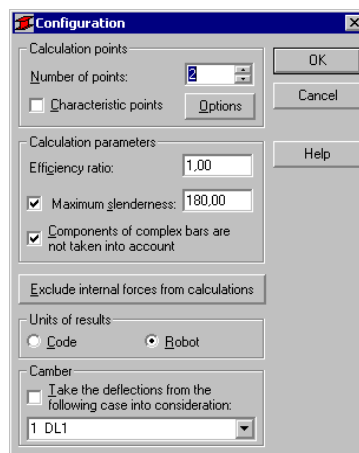 Configuration
Calculation points
Number of points:
2
Characteristic points
Options
Calculation parameters
Efficiency ratio:
1,00
Maximum slenderness:
180,00
Components of complex bars are
not taken into account
Exclude internal forces from calculations
Units of results
Code
Robot
Camber
Take the deflections from the
following case into consideration:
1 DL1
OK
Cancel
Help